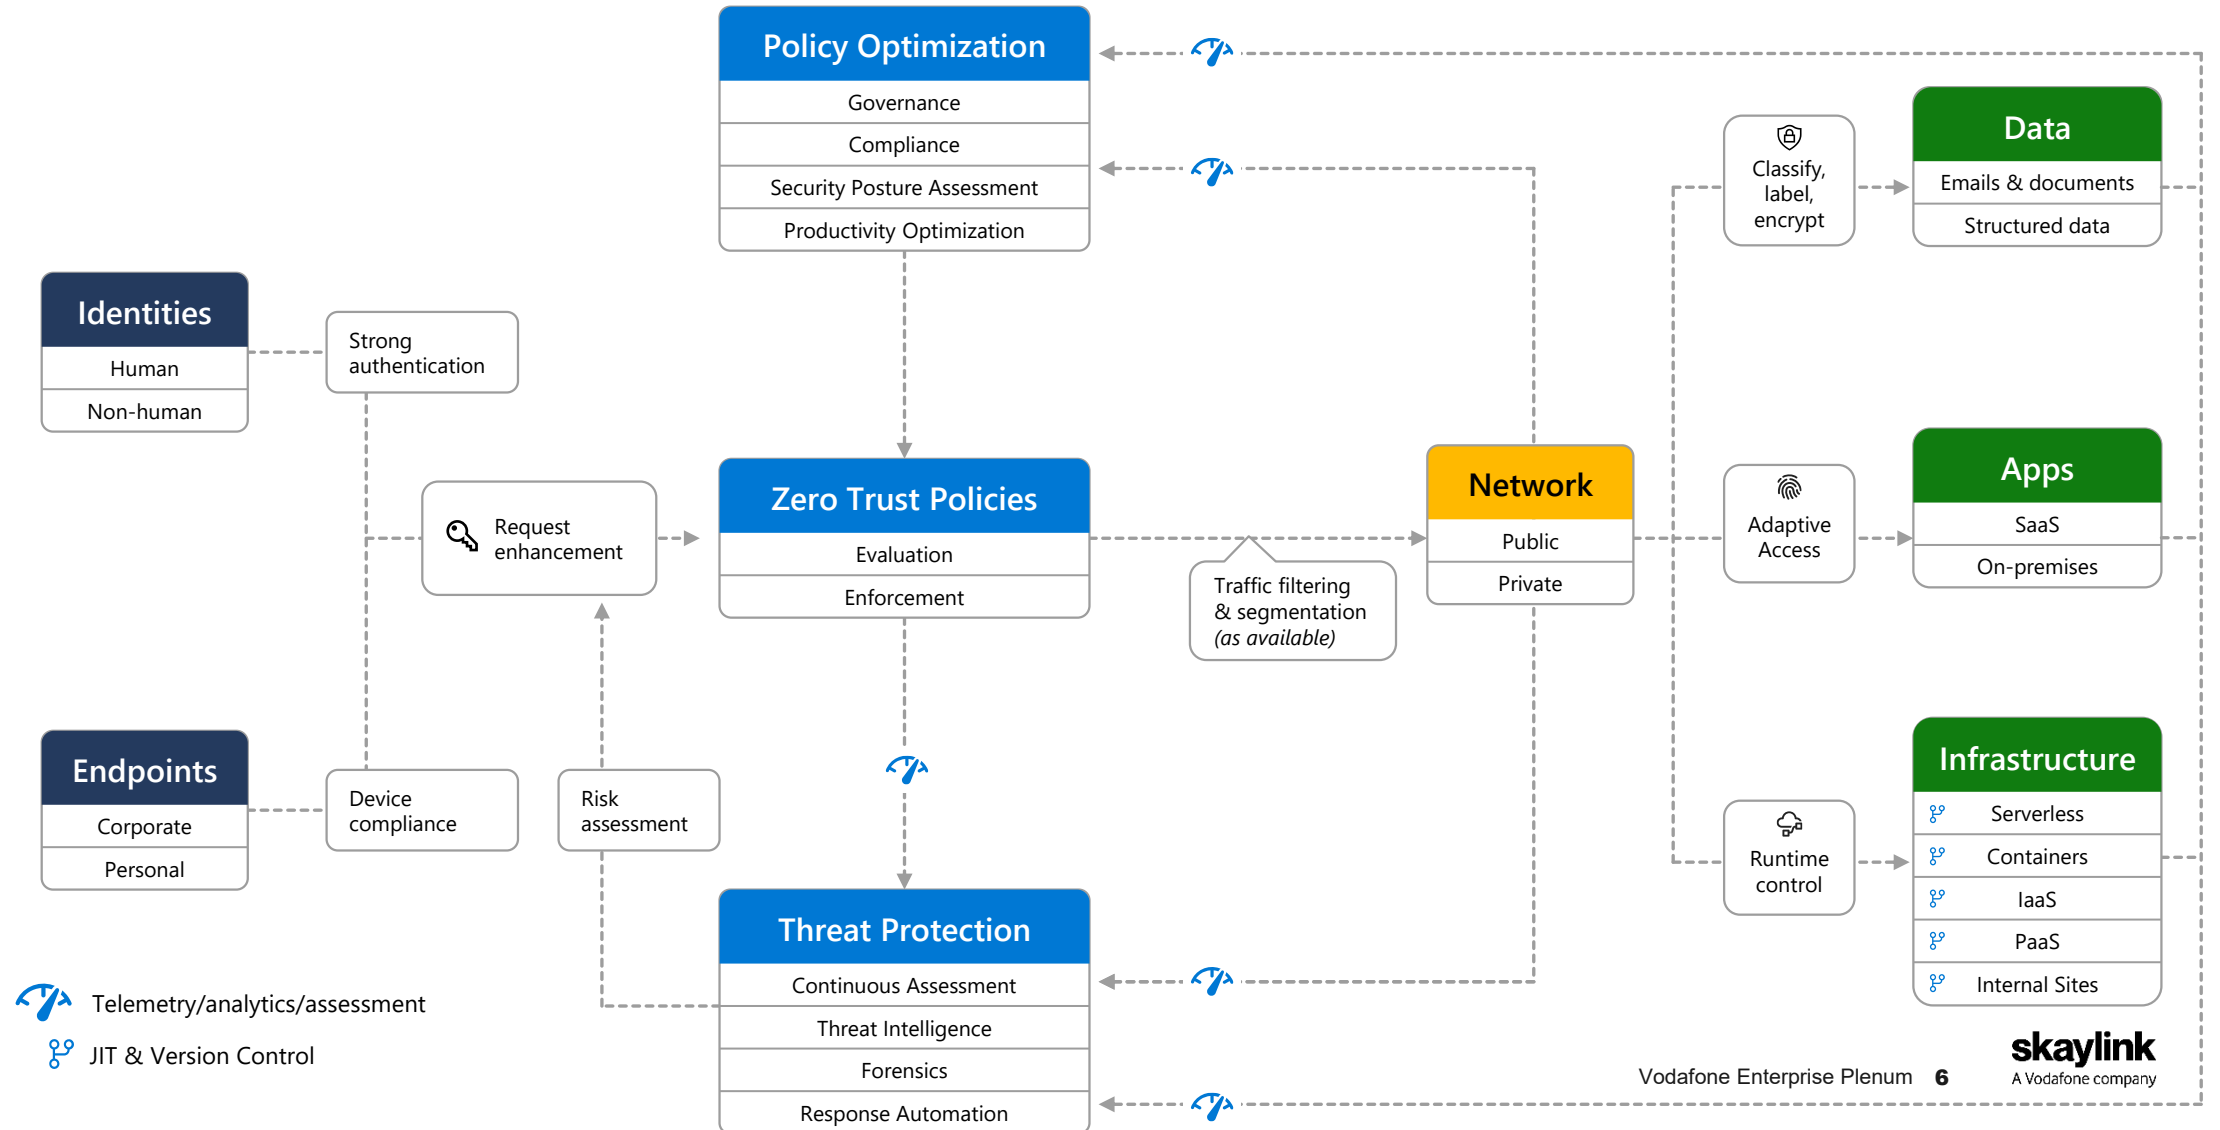 Policy Optimization
Governance
Compliance
Security Posture Assessment
Productivity Optimization
Identities
Human
Non-human
Strong
authentication
Request
enhancement
Zero Trust Policies
Evaluation
Enforcement
Traffic filtering
& segmentation
(as available)
Network
Public
Private
Classify,
label,
encrypt
Data
Emails & documents
Structured data
Adaptive
Access
Apps
SaaS
On-premises
Endpoints
Corporate
Personal
Device
compliance
Risk
assessment
Threat Protection
Continuous Assessment
Threat Intelligence
Forensics
Response Automation
Runtime
control
Infrastructure
Serverless
Containers
IaaS
PaaS
Internal Sites
Telemetry/analytics/assessment
JIT & Version Control
Vodafone Enterprise Plenum 6
skaylink
A Vodafone company